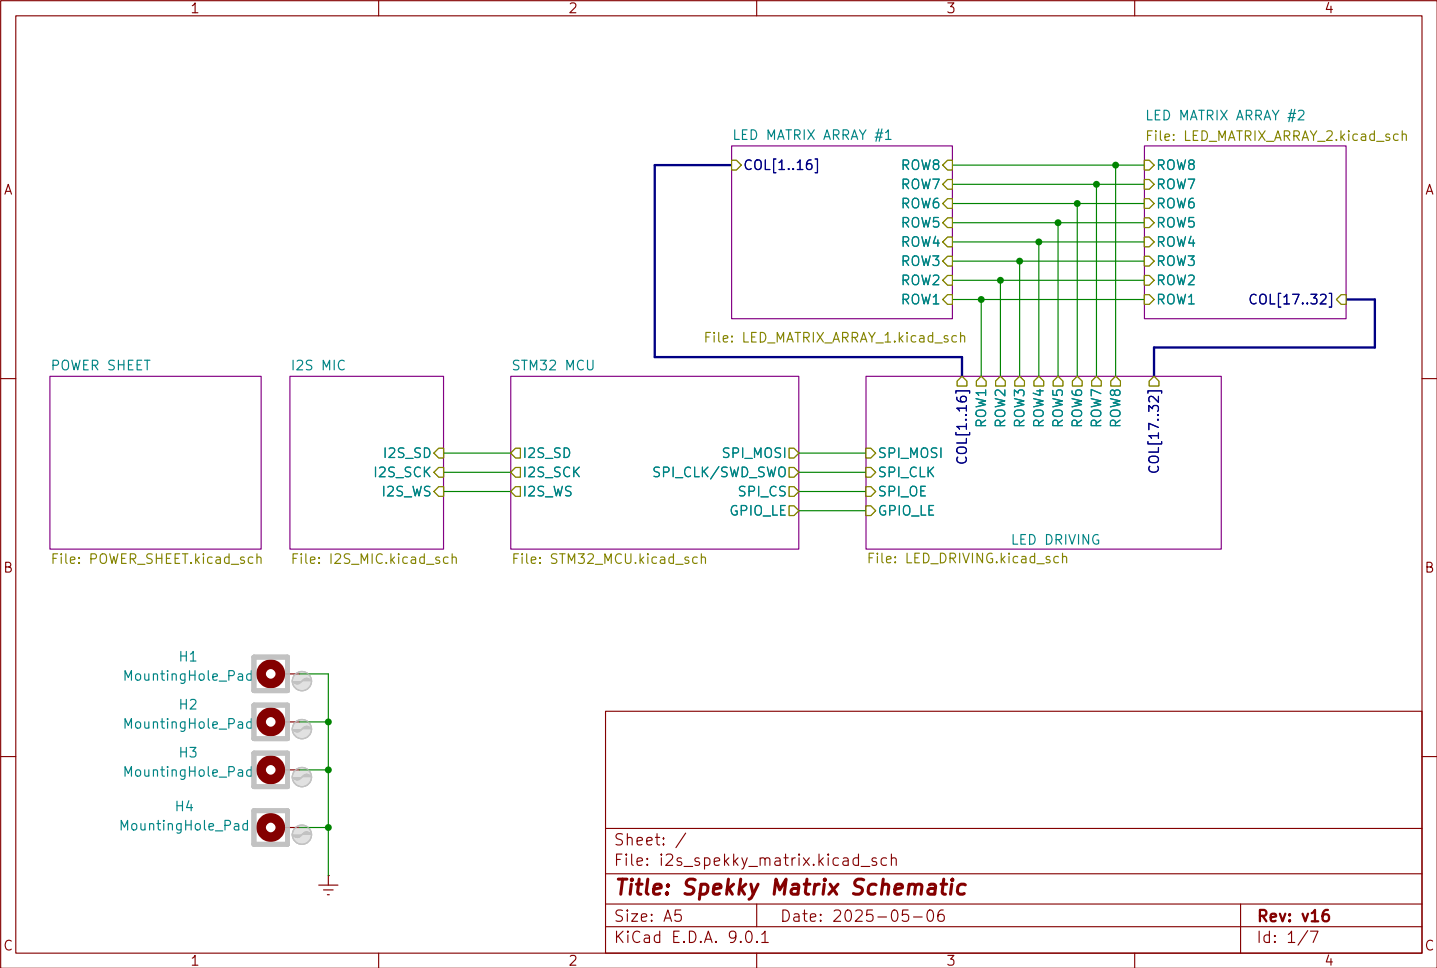 1 2 3 4
A
B
C
A
B
C
1 2 3 4
LED MATRIX ARRAY #1
COL[1..16]
ROW8
ROW7
ROW6
ROW5
ROW4
ROW3
ROW2
ROW1
File: LED_MATRIX_ARRAY_1.kicad_sch
LED MATRIX ARRAY #2
File: LED_MATRIX_ARRAY_2.kicad_sch
ROW8
ROW7
ROW6
ROW5
ROW4
ROW3
ROW2
ROW1
COL[17..32]
POWER SHEET
File: POWER_SHEET.kicad_sch
I2S MIC
I2S_SD
I2S_SCK
I2S_WS
File: I2S_MIC.kicad_sch
STM32 MCU
I2S_SD
I2S_SCK
I2S_WS
SPI_MOSI
SPI_CLK/SWD_SWO
SPI_CS
GPIO_LE
File: STM32_MCU.kicad_sch
COL[1..16]
ROW1
ROW2
ROW3
ROW4
ROW5
ROW6
ROW7
ROW8
COL[17..32]
SPI_MOSI
SPI_CLK
SPI_OE
GPIO_LE
LED DRIVING
File: LED_DRIVING.kicad_sch
H1
MountingHole_Pad
H2
MountingHole_Pad
H3
MountingHole_Pad
H4
MountingHole_Pad
Sheet: /
File: i2s_spekky_matrix.kicad_sch
Title: Spekky Matrix Schematic
Size: A5 Date: 2025-05-06 Rev: v16
KiCad E.D.A. 9.0.1 Id: 1/7